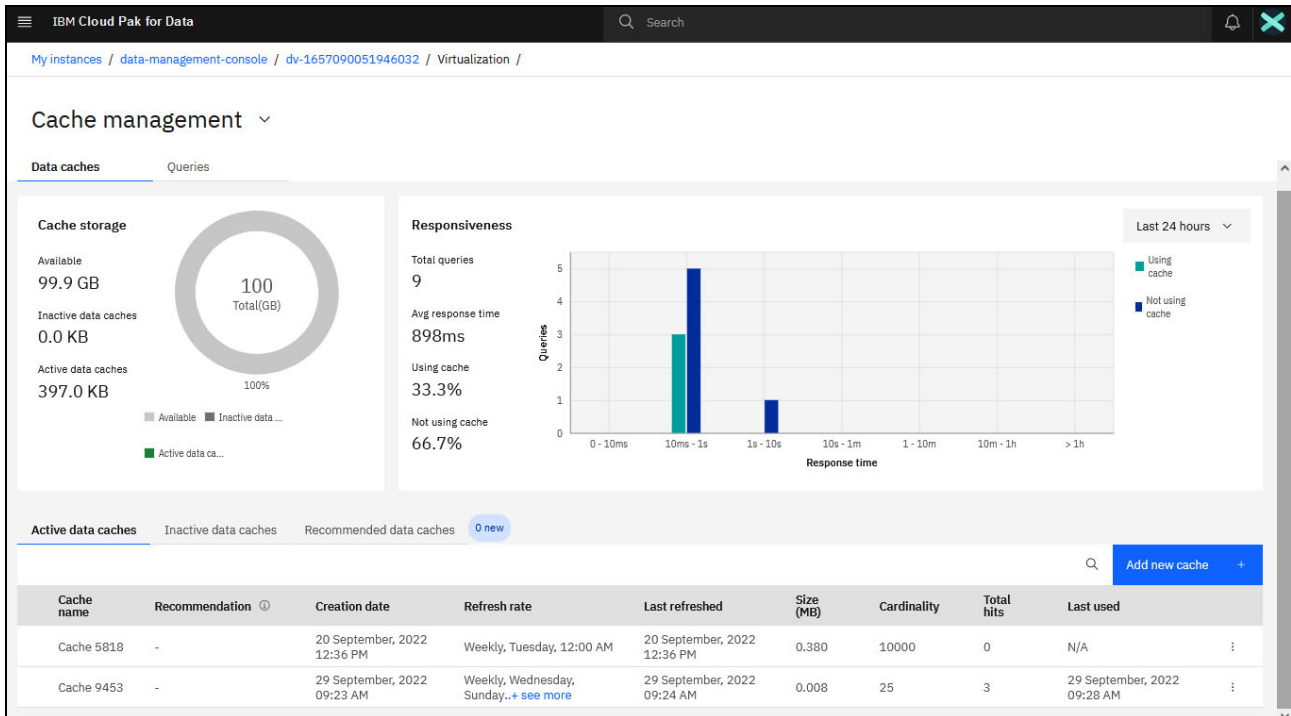 IBM Cloud Pak for Data
Search
My instances / data-management-console / dv-1657090051946032 / Virtualization /
Cache management
Data caches
Queries
Cache storage
Available
99.9 GB
Inactive data caches
0.0 KB
Active data caches
397.0 KB
100
Total(GB)
100%
Available
Inactive data ...
Active data ca...
Responsiveness
Last 24 hours
Total queries
9
Avg response time
898ms
Using cache
33.3%
Not using cache
66.7%
Queries
5
4
3
2
1
0
0 - 10ms
10ms - 1s
1s - 10s
10s - 1m
1 - 10m
10m - 1h
> 1h
Response time
Using
cache
Not using
cache
Active data caches
Inactive data caches
Recommended data caches
0 new
Add new cache +
Cache name Recommendation Creation date Refresh rate Last refreshed Size (MB) Cardinality Total hits Last used
Cache 5818 - 20 September, 2022 12:36 PM Weekly, Tuesday, 12:00 AM 20 September, 2022 12:36 PM 0.380 10000 0 N/A
Cache 9453 - 29 September, 2022 09:23 AM Weekly, Wednesday, Sunday..+ see more 29 September, 2022 09:24 AM 0.008 25 3 29 September, 2022 09:28 AM